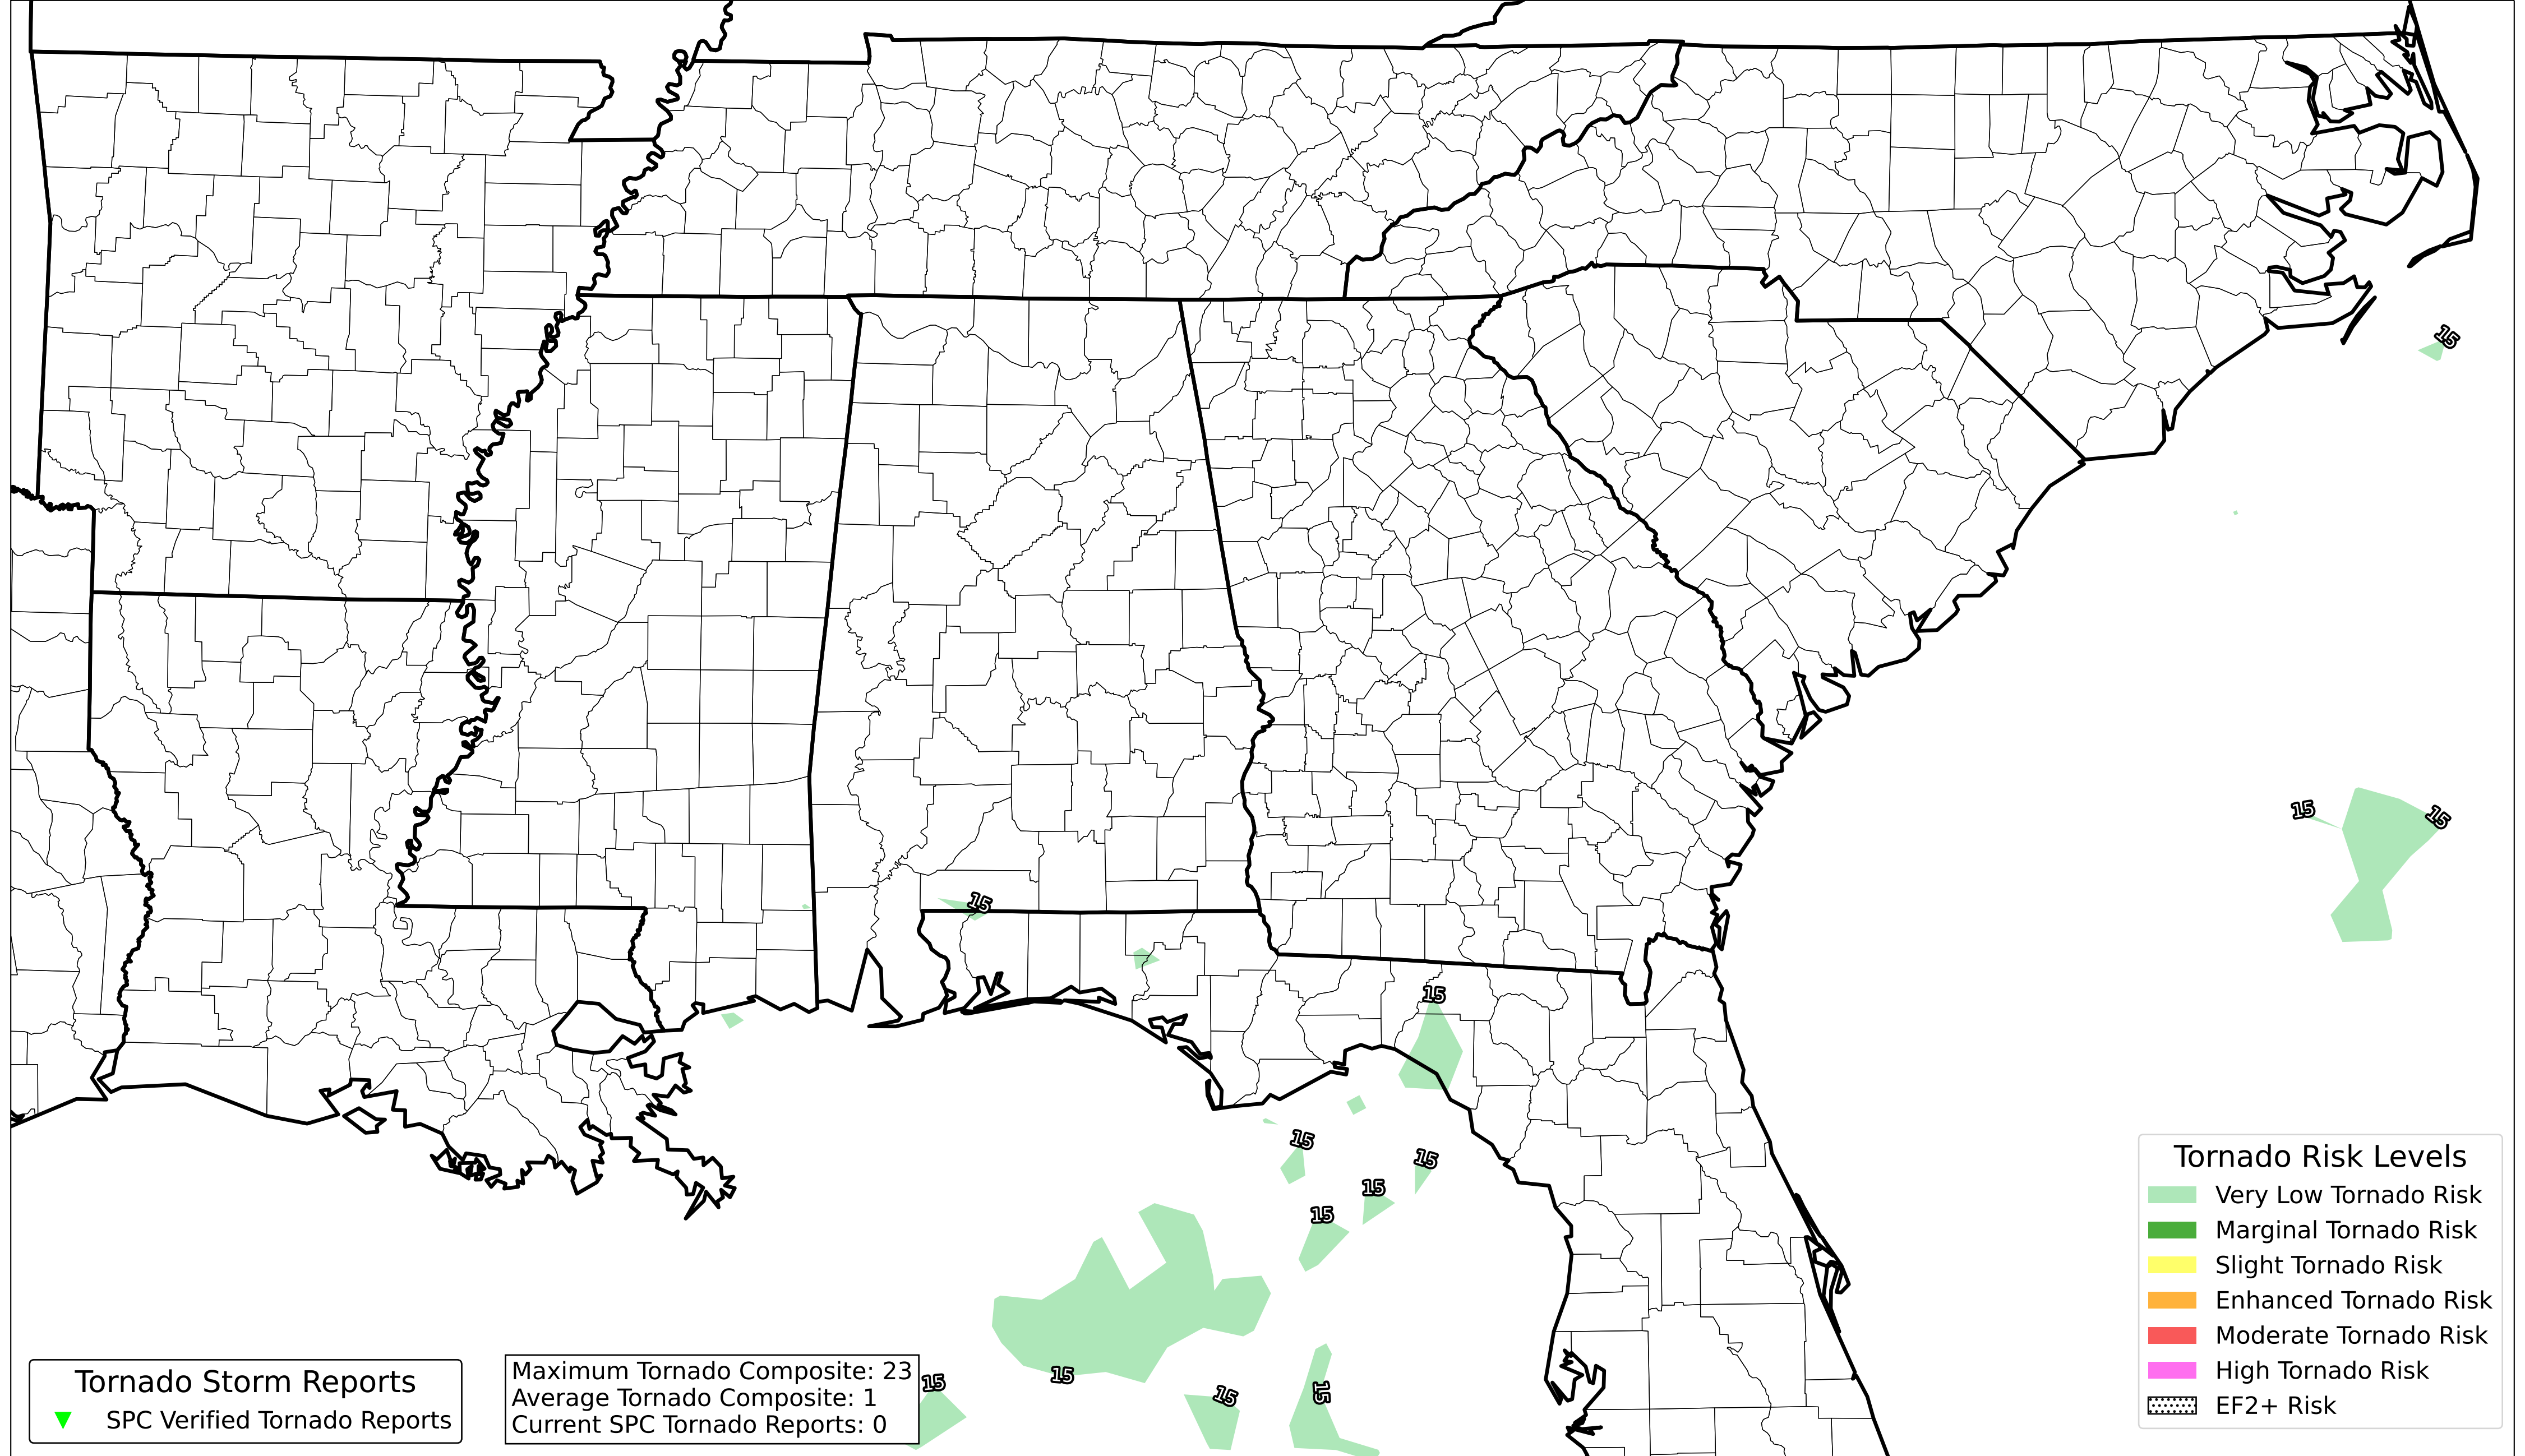 15
15
15
15
15
15
15
15
15
15
15
15
15
Tornado Risk Levels
Very Low Tornado Risk
Marginal Tornado Risk
Slight Tornado Risk
Enhanced Tornado Risk
Moderate Tornado Risk
High Tornado Risk
EF2+ Risk
Tornado Storm Reports
SPC Verified Tornado Reports
Maximum Tornado Composite: 23
Average Tornado Composite: 1
Current SPC Tornado Reports: 0